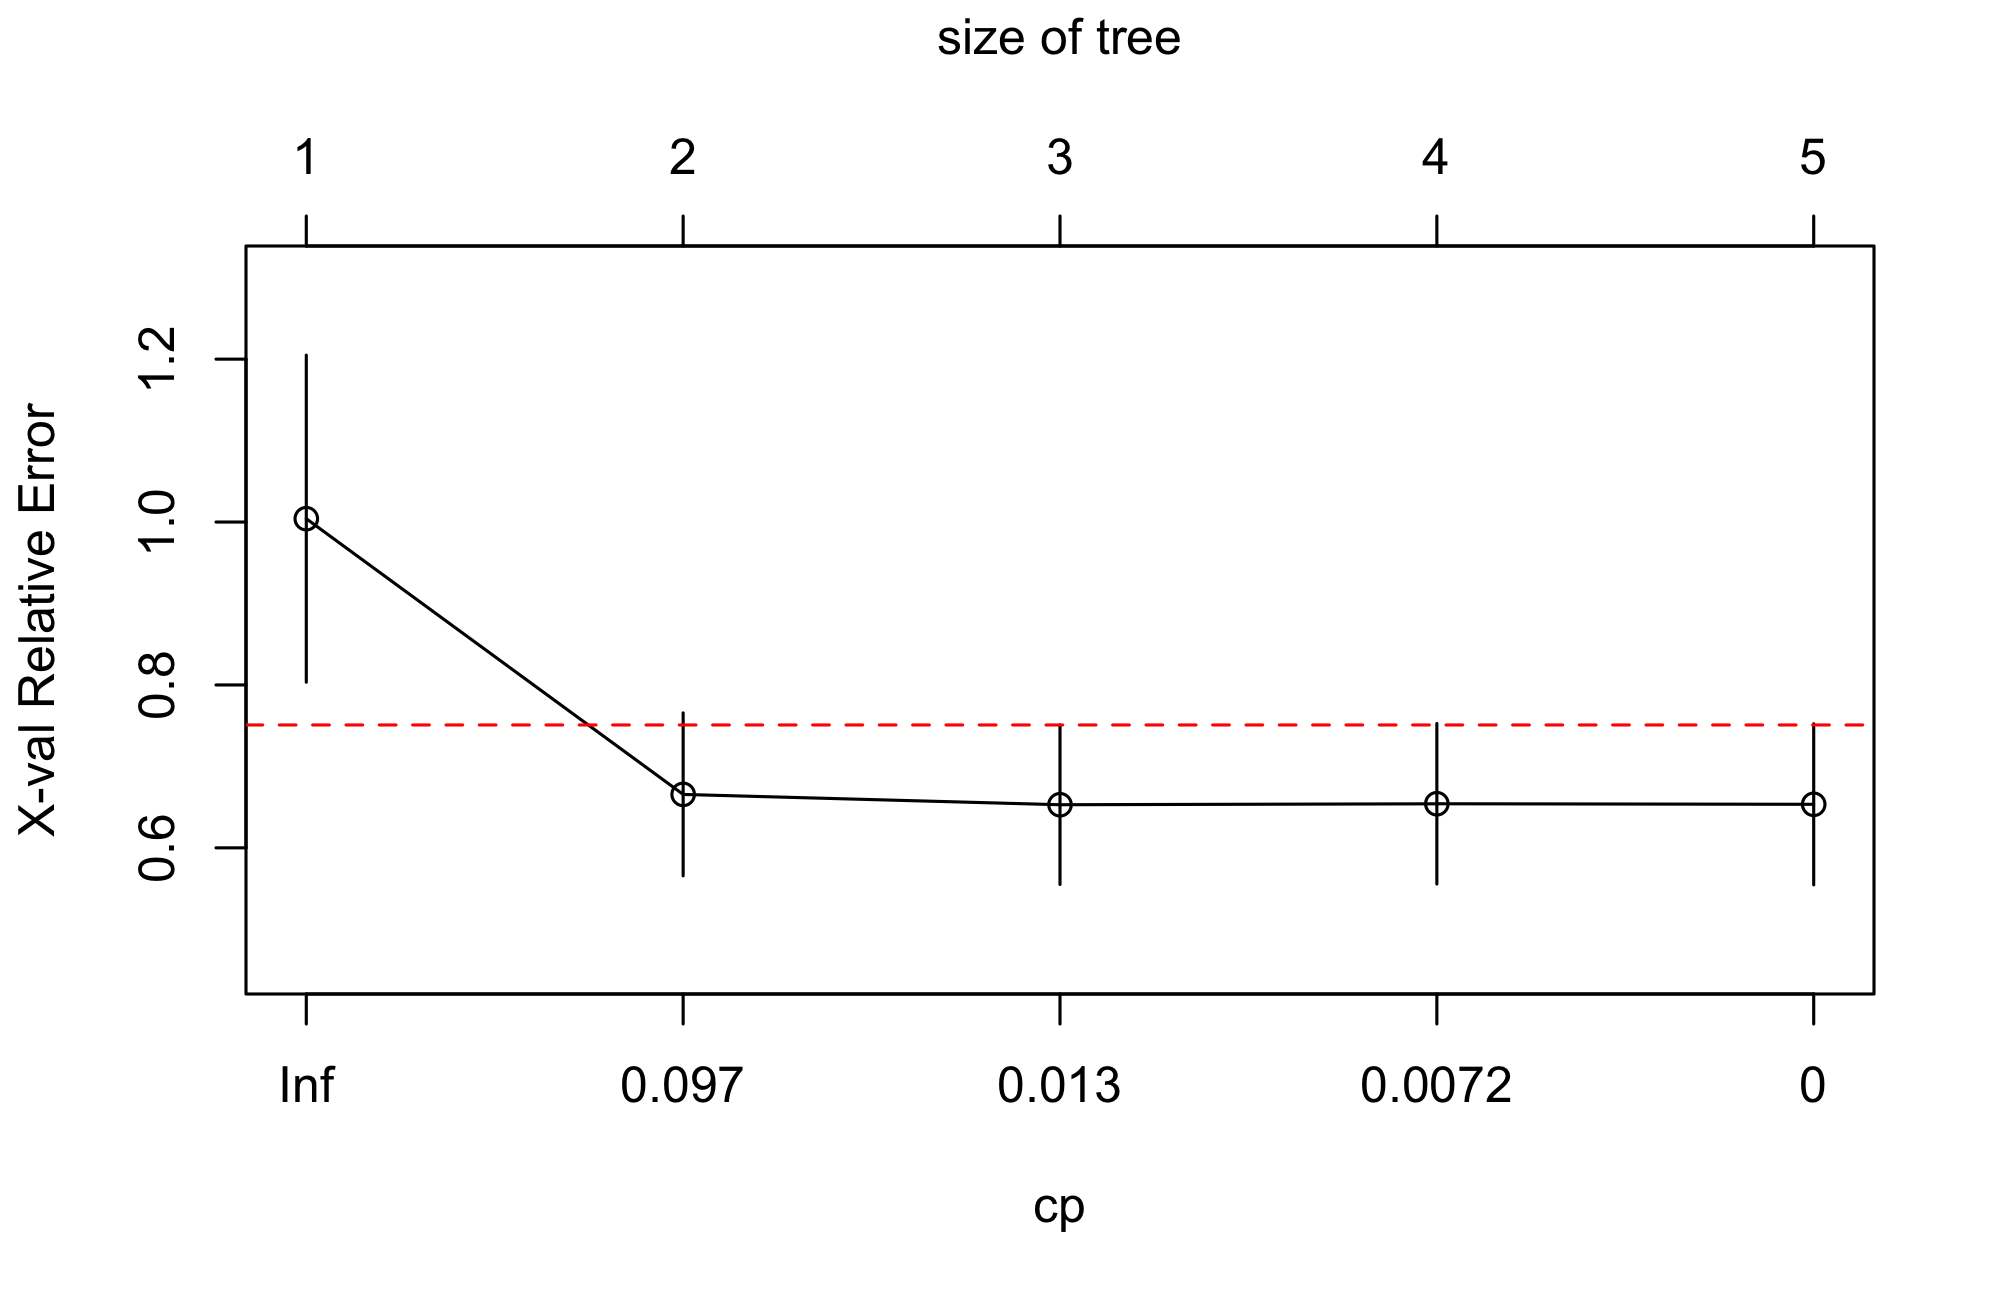 size of tree
1 2 3 4 5
X-val Relative Error
1.2
1.0
0.8
0.6
Inf 0.097 0.013 0.0072 0
cp